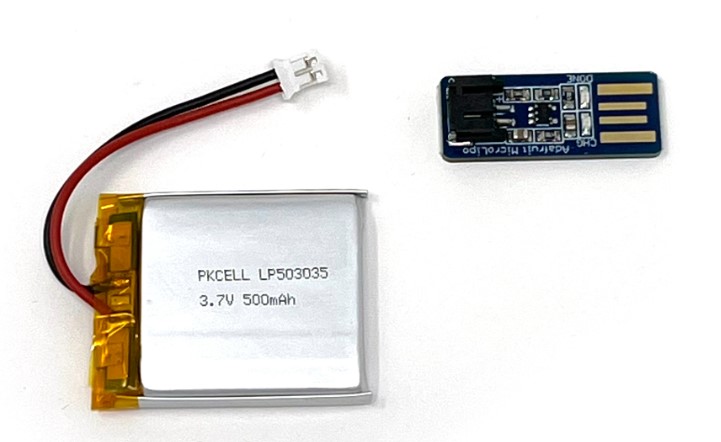 PKCELL LP503035
3.7V 500mAh
DONE
CHG
Adafruit MicroLipo